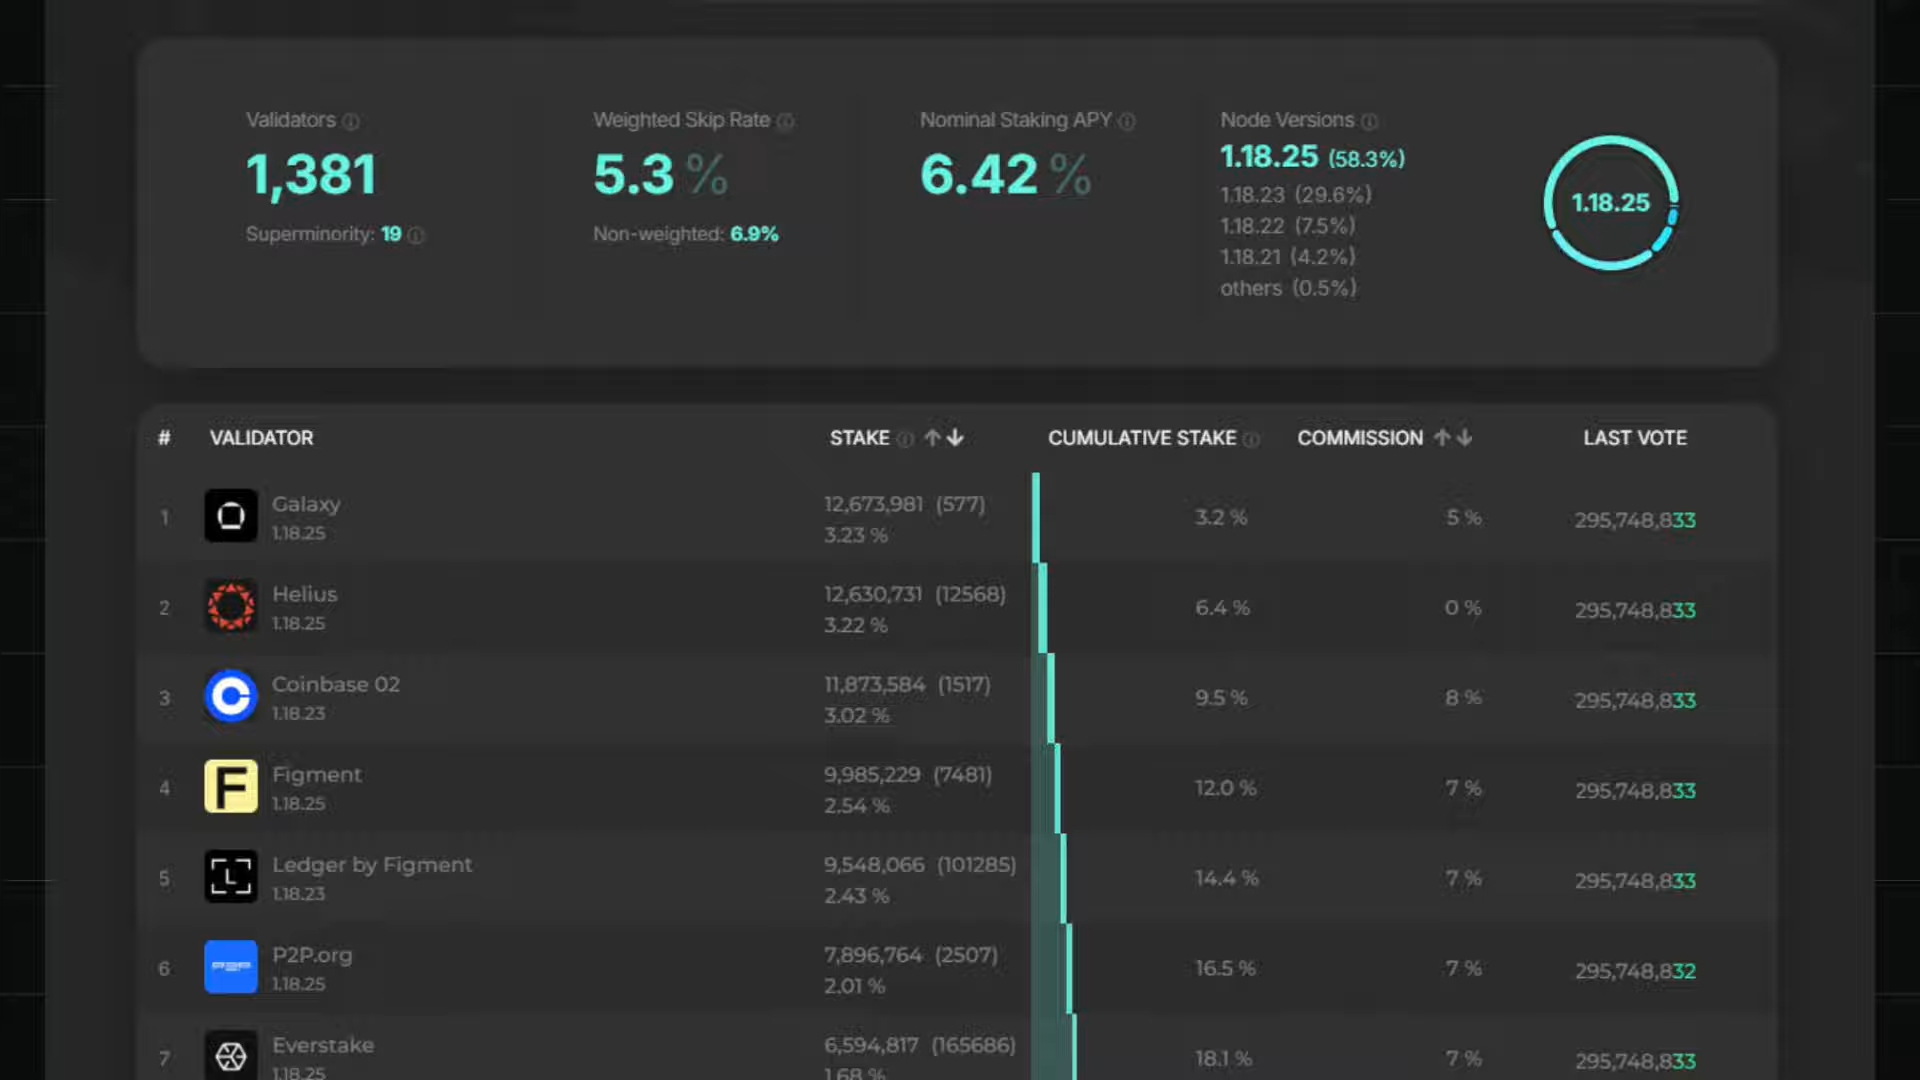 Validators
1,381
Superminority: 19
Weighted Skip Rate
5.3 %
Non-weighted: 6.9%
Nominal Staking APY
6.42 %
Node Versions
1.18.25 (58.3%)
1.18.23 (29.6%)
1.18.22 (7.5%)
1.18.21 (4.2%)
others (0.5%)
1.18.25
# VALIDATOR STAKE CUMULATIVE STAKE COMMISSION LAST VOTE
1 Galaxy 12,673,981 (577) 3.2 % 5 % 295,748,833
1.18.25 3.23 %
2 Helius 12,630,731 (12568) 6.4 % 0 % 295,748,833
1.18.25 3.22 %
3 Coinbase 02 11,873,584 (1517) 9.5 % 8 % 295,748,833
1.18.23 3.02 %
4 F Figment 9,985,229 (7481) 12.0 % 7 % 295,748,833
1.18.25 2.54 %
5 L Ledger by Figment 9,548,066 (101285) 14.4 % 7 % 295,748,833
1.18.23 2.43 %
6 P2P P2P.org 7,896,764 (2507) 16.5 % 7 % 295,748,832
1.18.25 2.01 %
7 Everstake 6,594,817 (165686) 18.1 % 7 % 295,748,833
1.18.25 1.68 %